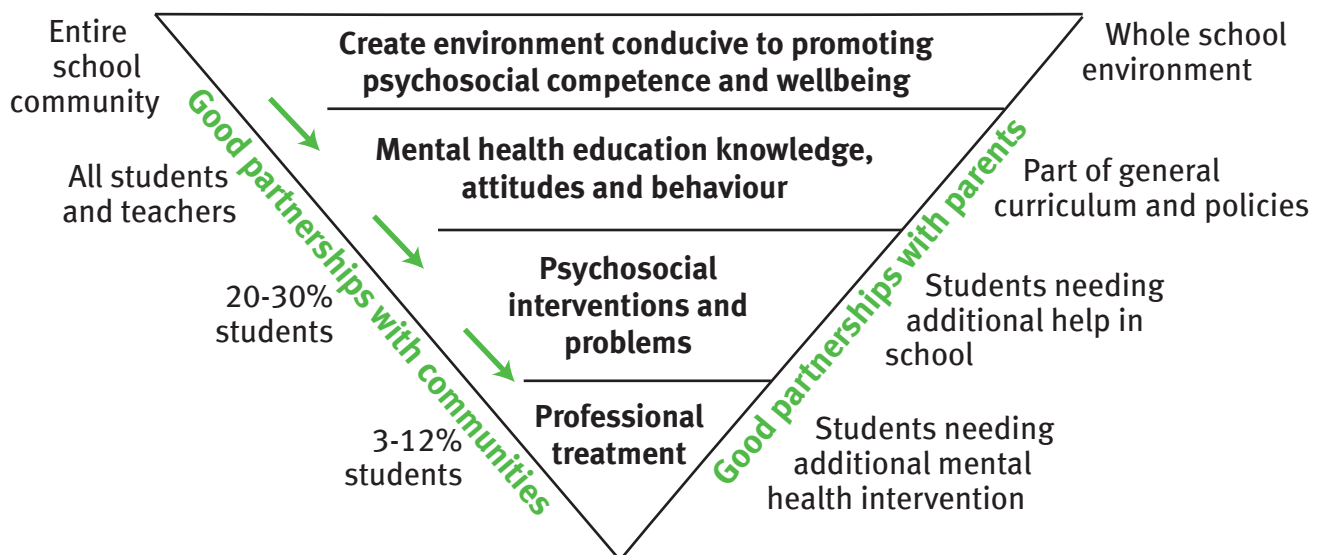 Entire
school
community
Create environment conducive to promoting
psychosocial competence and wellbeing
Whole school
environment
Good partnerships with communities
Good partnerships with parents
All students
and teachers
Mental health education knowledge,
attitudes and behaviour
Part of general
curriculum and policies
20-30%
students
Psychosocial
interventions and
problems
Students needing
additional help in
school
3-12%
students
Professional
treatment
Students needing
additional mental
health intervention